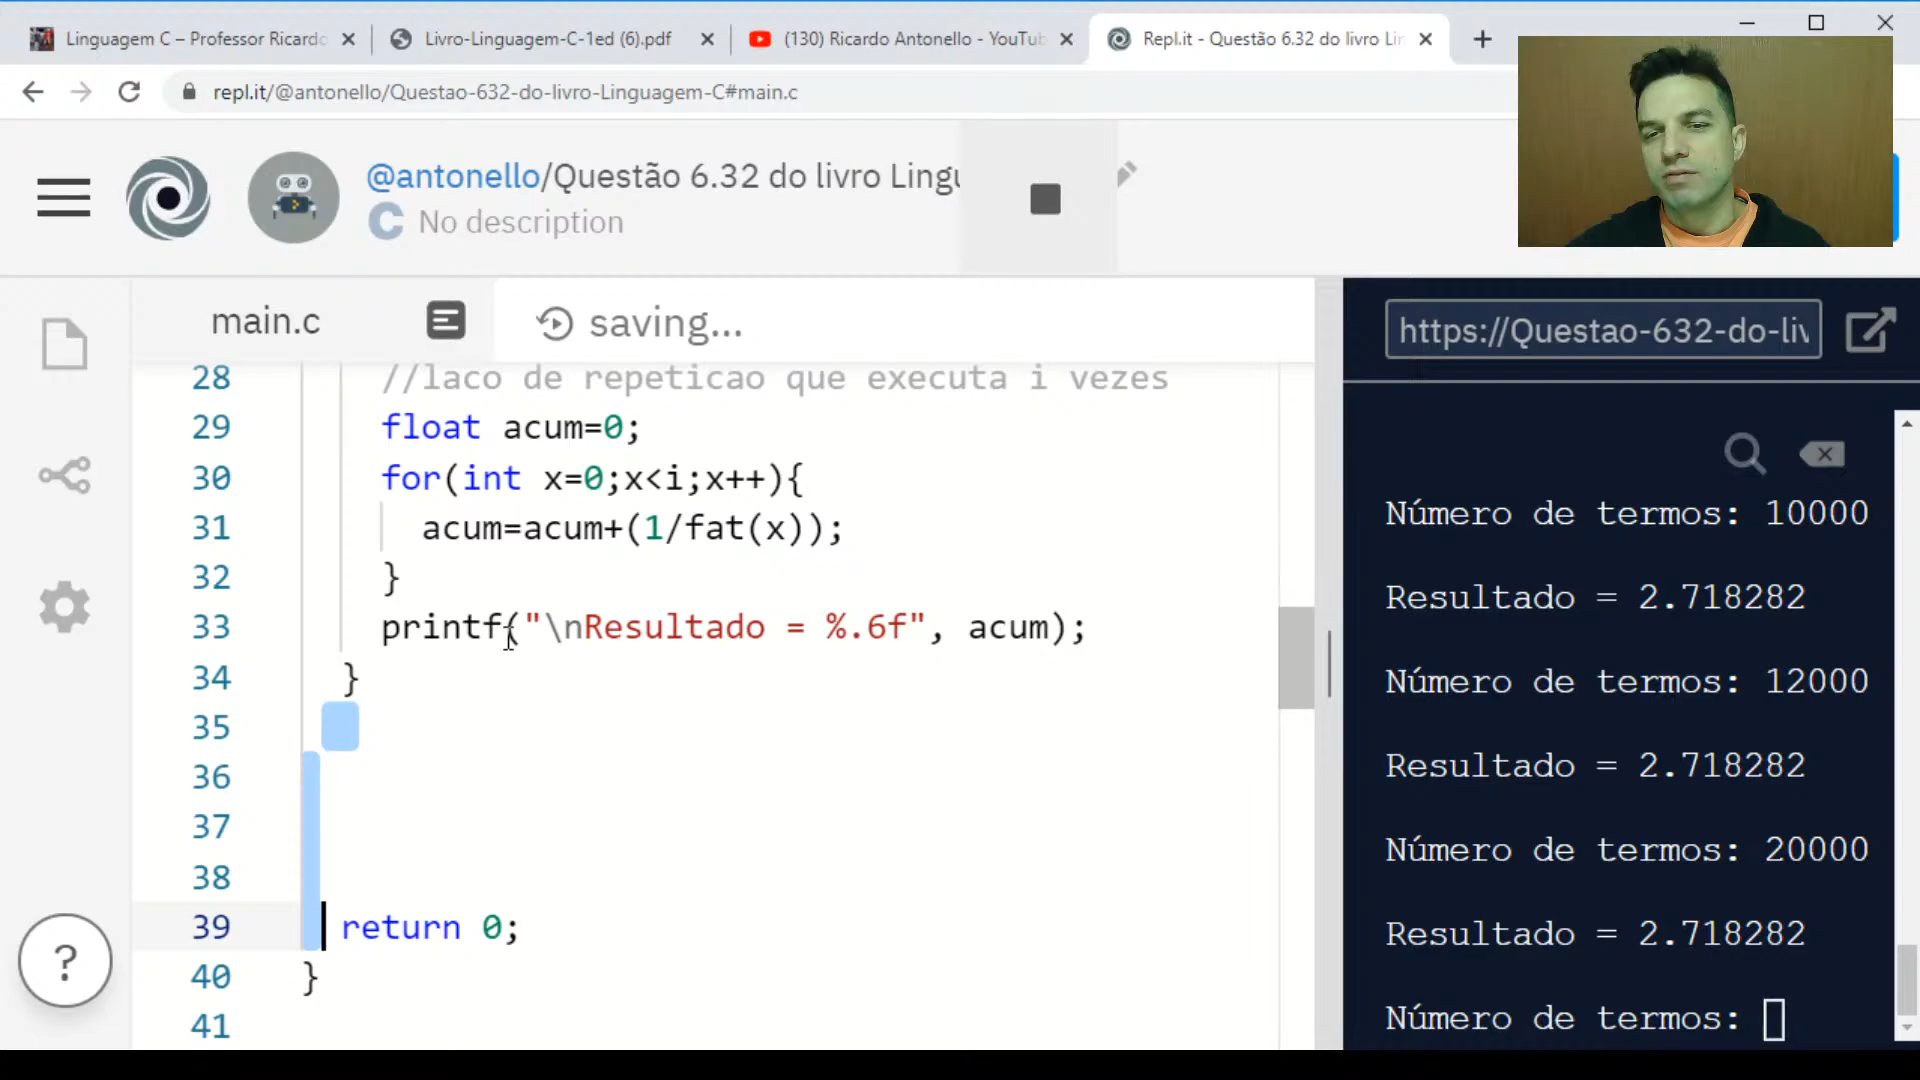 Linguagem C – Professor Ricardo
Livro-Linguagem-C-1ed (6).pdf
(130) Ricardo Antonello - YouTub
Repl.it - Questão 6.32 do livro Lin
repl.it/@antonello/Questao-632-do-livro-Linguagem-C#main.c
@antonello/Questão 6.32 do livro Lingu
C No description
main.c
saving...
https://Questao-632-do-liv
28 //laco de repeticao que executa i vezes
29 float acum=0;
30 for(int x=0;x<i;x++){
31 acum=acum+(1/fat(x));
32 }
33 printf("\nResultado = %.6f", acum);
34 }
35
36
37
38
39 return 0;
40 }
41
?
Número de termos: 10000
Resultado = 2.718282
Número de termos: 12000
Resultado = 2.718282
Número de termos: 20000
Resultado = 2.718282
Número de termos: